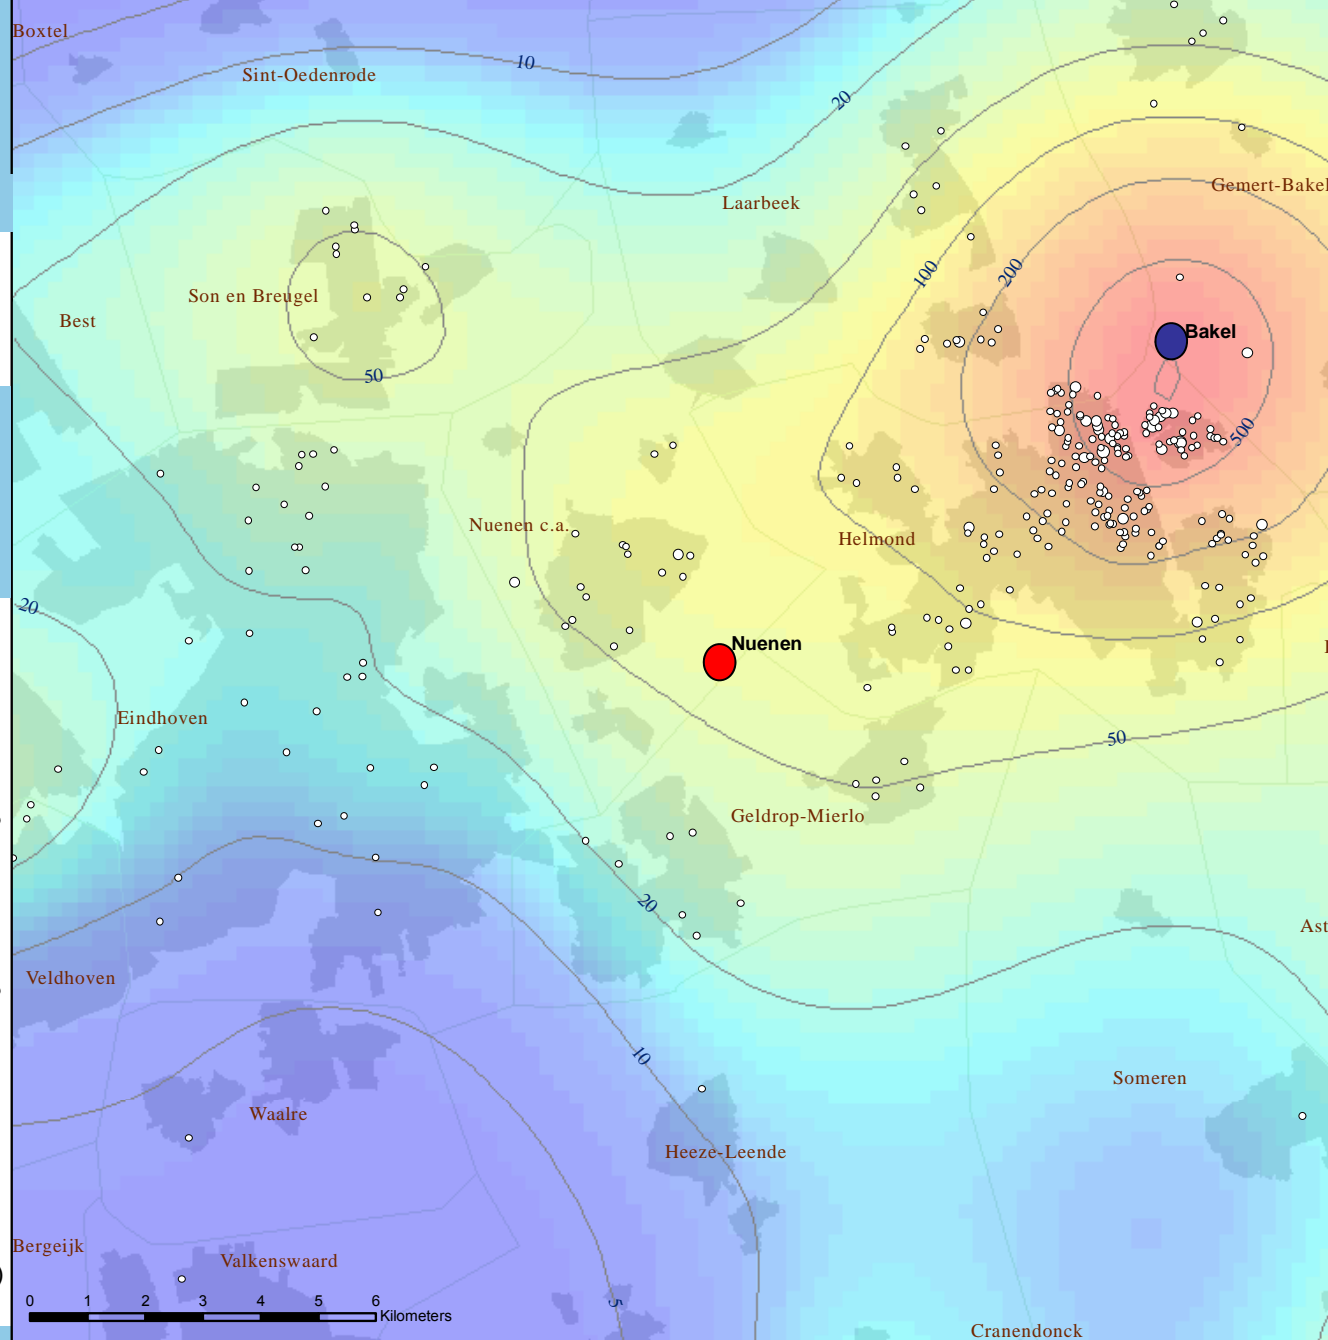 Boxtel
10
Sint-Oedenrode
20
Gemert-Bakel
Laarbeek
100
200
Son en Breugel
Best
Bakel
50
500
Nuenen c.a.
Helmond
20
Nuenen
Eindhoven
50
Geldrop-Mierlo
20
Ast
Veldhoven
10
Someren
Waalre
Heeze-Leende
Bergeijk
Valkenswaard
5
0 1 2 3 4 5 6
Kilometers
Cranendonck